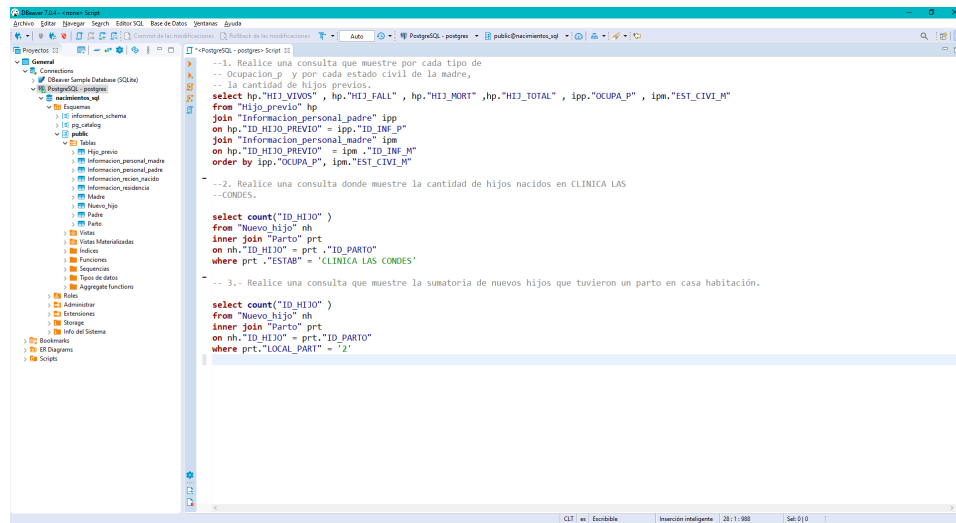 DBeaver 7.0.4 - <none> Script
Archivo Editar Navegar Search Editor SQL Base de Datos Ventanas Ayuda
Commit de las modificaciones Rollback de las modificaciones Auto PostgreSQL - postgres public@nacimientos_sql
Proyectos
General
Connections
DBeaver Sample Database (SQLite)
PostgreSQL - postgres
nacimientos_sql
Esquemas
information_schema
pg_catalog
public
Tablas
Hijo_previo
Informacion_personal_madre
Informacion_personal_padre
Informacion_recien_nacido
Informacion_residencia
Madre
Nuevo_hijo
Padre
Parto
Vistas
Vistas Materializadas
Índices
Funciones
Sequencias
Tipos de datos
Aggregate functions
Roles
Administrar
Extensiones
Storage
Info del Sistema
Bookmarks
ER Diagrams
Scripts
*<PostgreSQL - postgres> Script
--1. Realice una consulta que muestre por cada tipo de
-- Ocupacion_p y por cada estado civil de la madre,
-- la cantidad de hijos previos.
select hp."HIJ_VIVOS" , hp."HIJ_FALL" , hp."HIJ_MORT" ,hp."HIJ_TOTAL" , ipp."OCUPA_P" , ipm."EST_CIVI_M"
from "Hijo_previo" hp
join "Informacion_personal_padre" ipp
on hp."ID_HIJO_PREVIO" = ipp."ID_INF_P"
join "Informacion_personal_madre" ipm
on hp."ID_HIJO_PREVIO" = ipm ."ID_INF_M"
order by ipp."OCUPA_P", ipm."EST_CIVI_M"
--2. Realice una consulta donde muestre la cantidad de hijos nacidos en CLINICA LAS
--CONDES.
select count("ID_HIJO" )
from "Nuevo_hijo" nh
inner join "Parto" prt
on nh."ID_HIJO" = prt ."ID_PARTO"
where prt ."ESTAB" = 'CLINICA LAS CONDES'
-- 3.- Realice una consulta que muestre la sumatoria de nuevos hijos que tuvieron un parto en casa habitación.
select count("ID_HIJO" )
from "Nuevo_hijo" nh
inner join "Parto" prt
on nh."ID_HIJO" = prt."ID_PARTO"
where prt."LOCAL_PART" = '2'
CLT es Escribible Inserción inteligente 28 : 1 : 988 Sel: 0 | 0